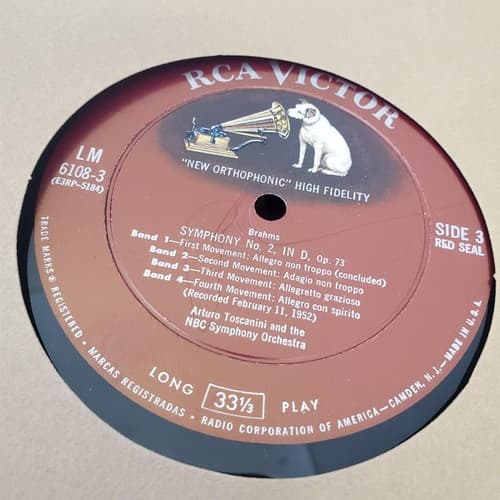 RCA VICTOR
"NEW ORTHOPHONIC" HIGH FIDELITY
LM
6108-3
(E3RP-5184)
SIDE 3
RED SEAL
Brahms
SYMPHONY No. 2, IN D, Op. 73
Band 1—First Movement: Allegro non troppo (concluded)
Band 2—Second Movement: Adagio non troppo
Band 3—Third Movement: Allegretto grazioso
Band 4—Fourth Movement: Allegro con spirito
(Recorded February 11, 1952)
Arturo Toscanini and the
NBC Symphony Orchestra
LONG 33⅓ PLAY
TRADE MARKS ® REGISTERED • MARCAS REGISTRADAS • RADIO CORPORATION OF AMERICA—CAMDEN, N. J.—MADE IN U.S.A.